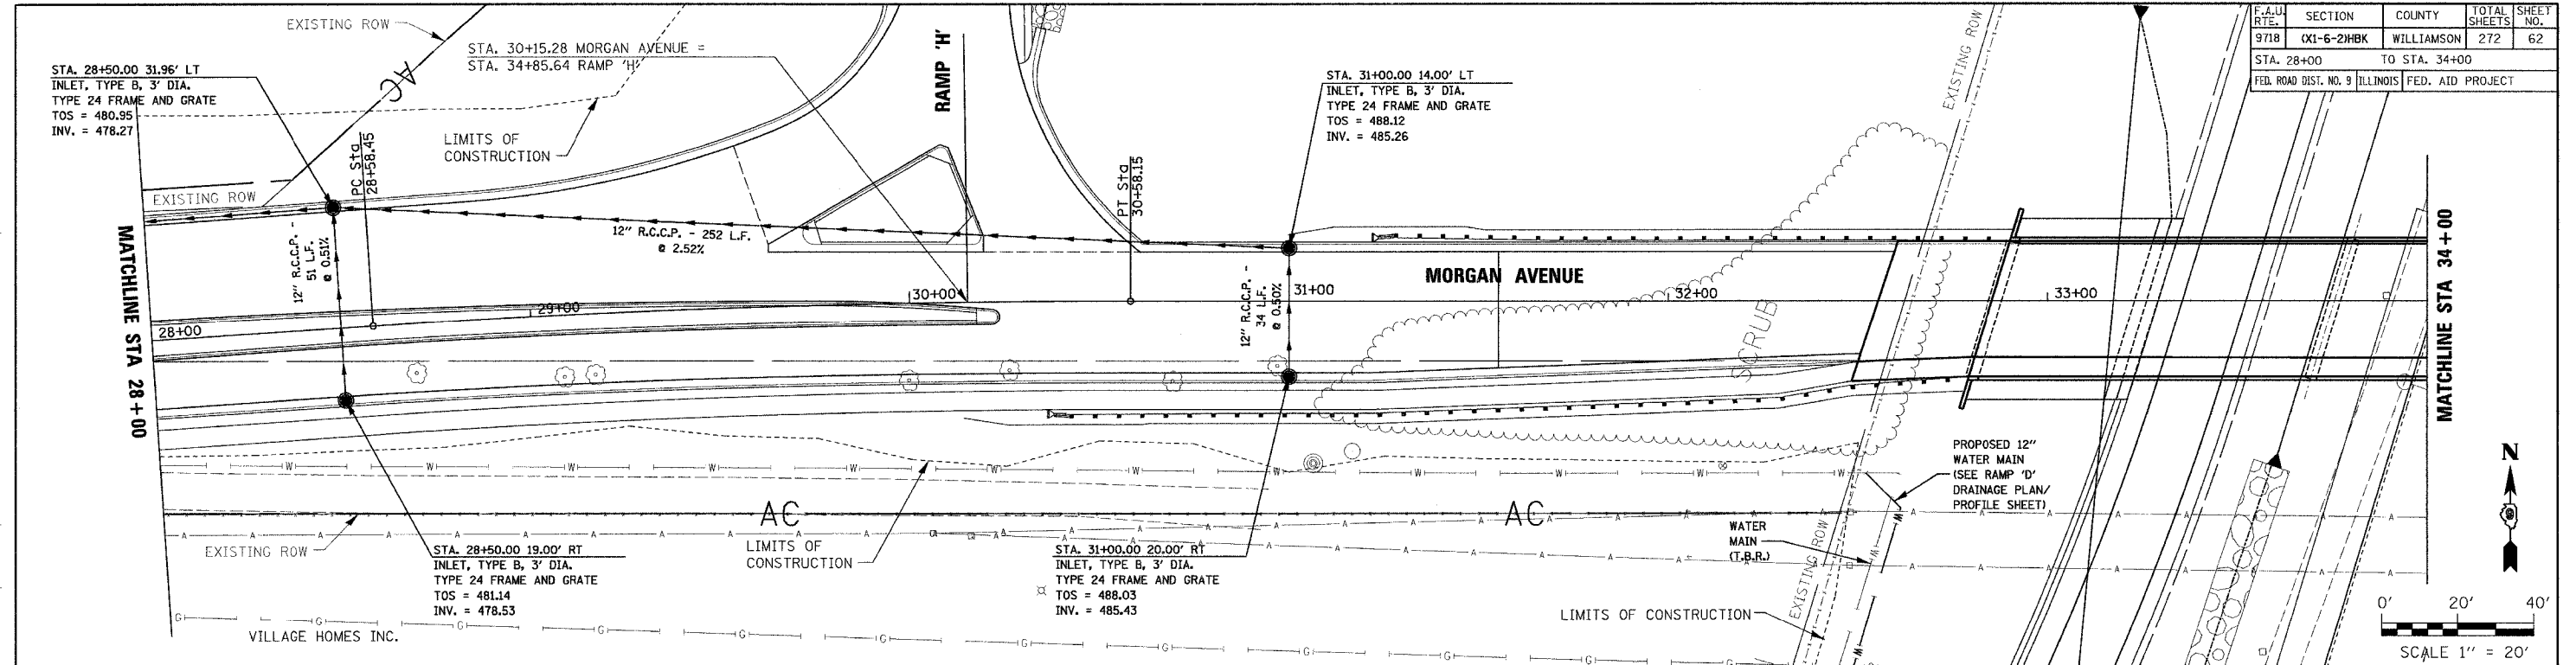 EXISTING ROW
STA. 30+15.28 MORGAN AVENUE =
STA. 34+85.64 RAMP 'H'
STA. 28+50.00 31.96' LT
INLET, TYPE B, 3' DIA.
TYPE 24 FRAME AND GRATE
TOS = 480.95
INV. = 478.27
AC
LIMITS OF
CONSTRUCTION
PC Sta
28+58.45
EXISTING ROW
RAMP 'H'
STA. 31+00.00 14.00' LT
INLET, TYPE B, 3' DIA.
TYPE 24 FRAME AND GRATE
TOS = 488.12
INV. = 485.26
PT Sta
30+58.15
EXISTING ROW
F.A.U. RTE. SECTION COUNTY TOTAL SHEETS SHEET NO.
9718 (X1-6-2)HBK WILLIAMSON 272 62
STA. 28+00 TO STA. 34+00
FED. ROAD DIST. NO. 9 ILLINOIS FED. AID PROJECT
MATCHLINE STA 28+00
12" R.C.C.P. -
51 L.F.
@ 0.51%
12" R.C.C.P. - 252 L.F.
@ 2.52%
12" R.C.C.P. -
34 L.F.
@ 0.50%
MORGAN AVENUE
28+00
29+00
30+00
31+00
32+00
33+00
SCRUB
MATCHLINE STA 34+00
W W W W W W W W W W W W
AC
AC
A A A A A A A A A A
EXISTING ROW
STA. 28+50.00 19.00' RT
INLET, TYPE B, 3' DIA.
TYPE 24 FRAME AND GRATE
TOS = 481.14
INV. = 478.53
LIMITS OF
CONSTRUCTION
STA. 31+00.00 20.00' RT
INLET, TYPE B, 3' DIA.
TYPE 24 FRAME AND GRATE
TOS = 488.03
INV. = 485.43
WATER
MAIN
(T.B.R.)
EXISTING ROW
PROPOSED 12"
WATER MAIN
(SEE RAMP 'D'
DRAINAGE PLAN/
PROFILE SHEET)
LIMITS OF CONSTRUCTION
G G G G G G G G G G
VILLAGE HOMES INC.
N
0' 20' 40'
SCALE 1" = 20'